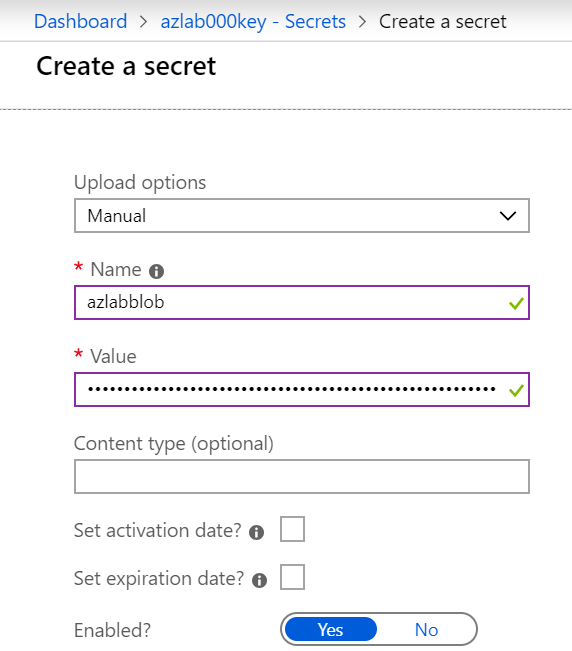 Dashboard > azlab000key - Secrets > Create a secret
Create a secret
Upload options
Manual
* Name
azlabblob
* Value
••••••••••••••••••••••••••••••••••••••••••••••••••••••••
Content type (optional)
Set activation date?
Set expiration date?
Enabled? Yes No